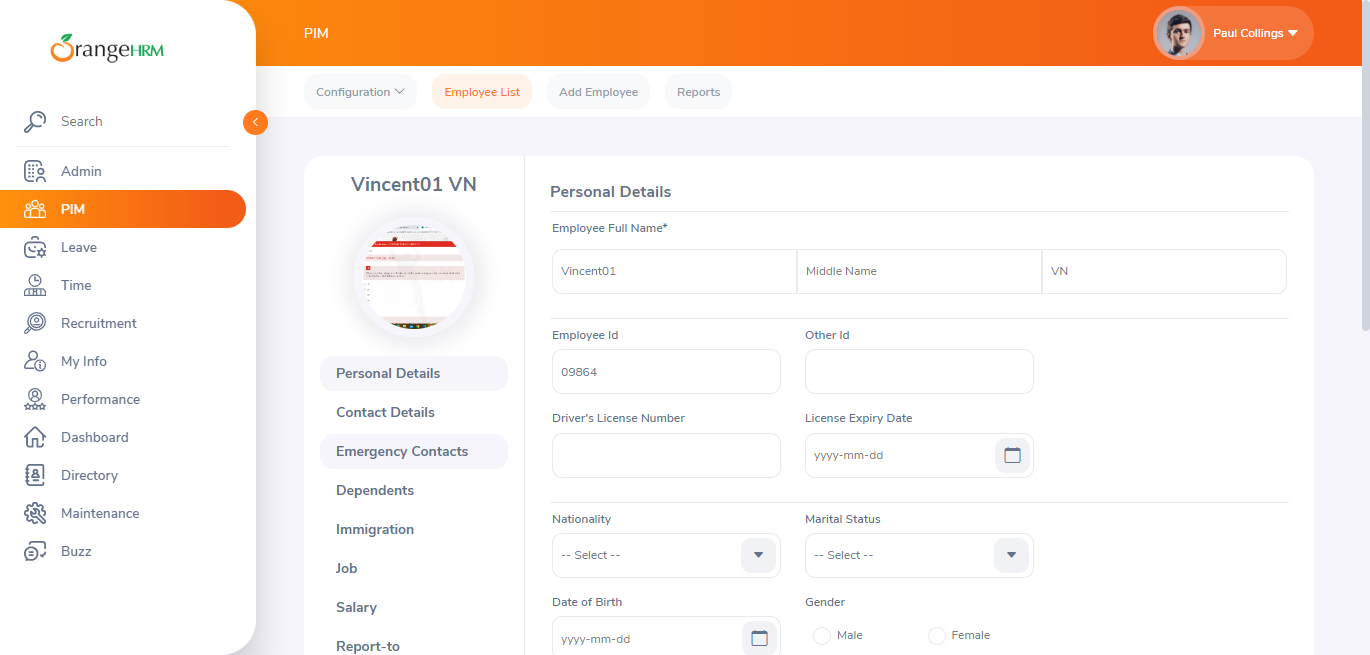 OrangeHRM
Search
Admin
PIM
Leave
Time
Recruitment
My Info
Performance
Dashboard
Directory
Maintenance
Buzz
PIM
Paul Collings
Configuration
Employee List
Add Employee
Reports
Vincent01 VN
Personal Details
Contact Details
Emergency Contacts
Dependents
Immigration
Job
Salary
Report-to
Personal Details
Employee Full Name*
Vincent01 Middle Name VN
Employee Id Other Id
09864
Driver's License Number License Expiry Date
yyyy-mm-dd
Nationality Marital Status
-- Select -- -- Select --
Date of Birth Gender
yyyy-mm-dd Male Female